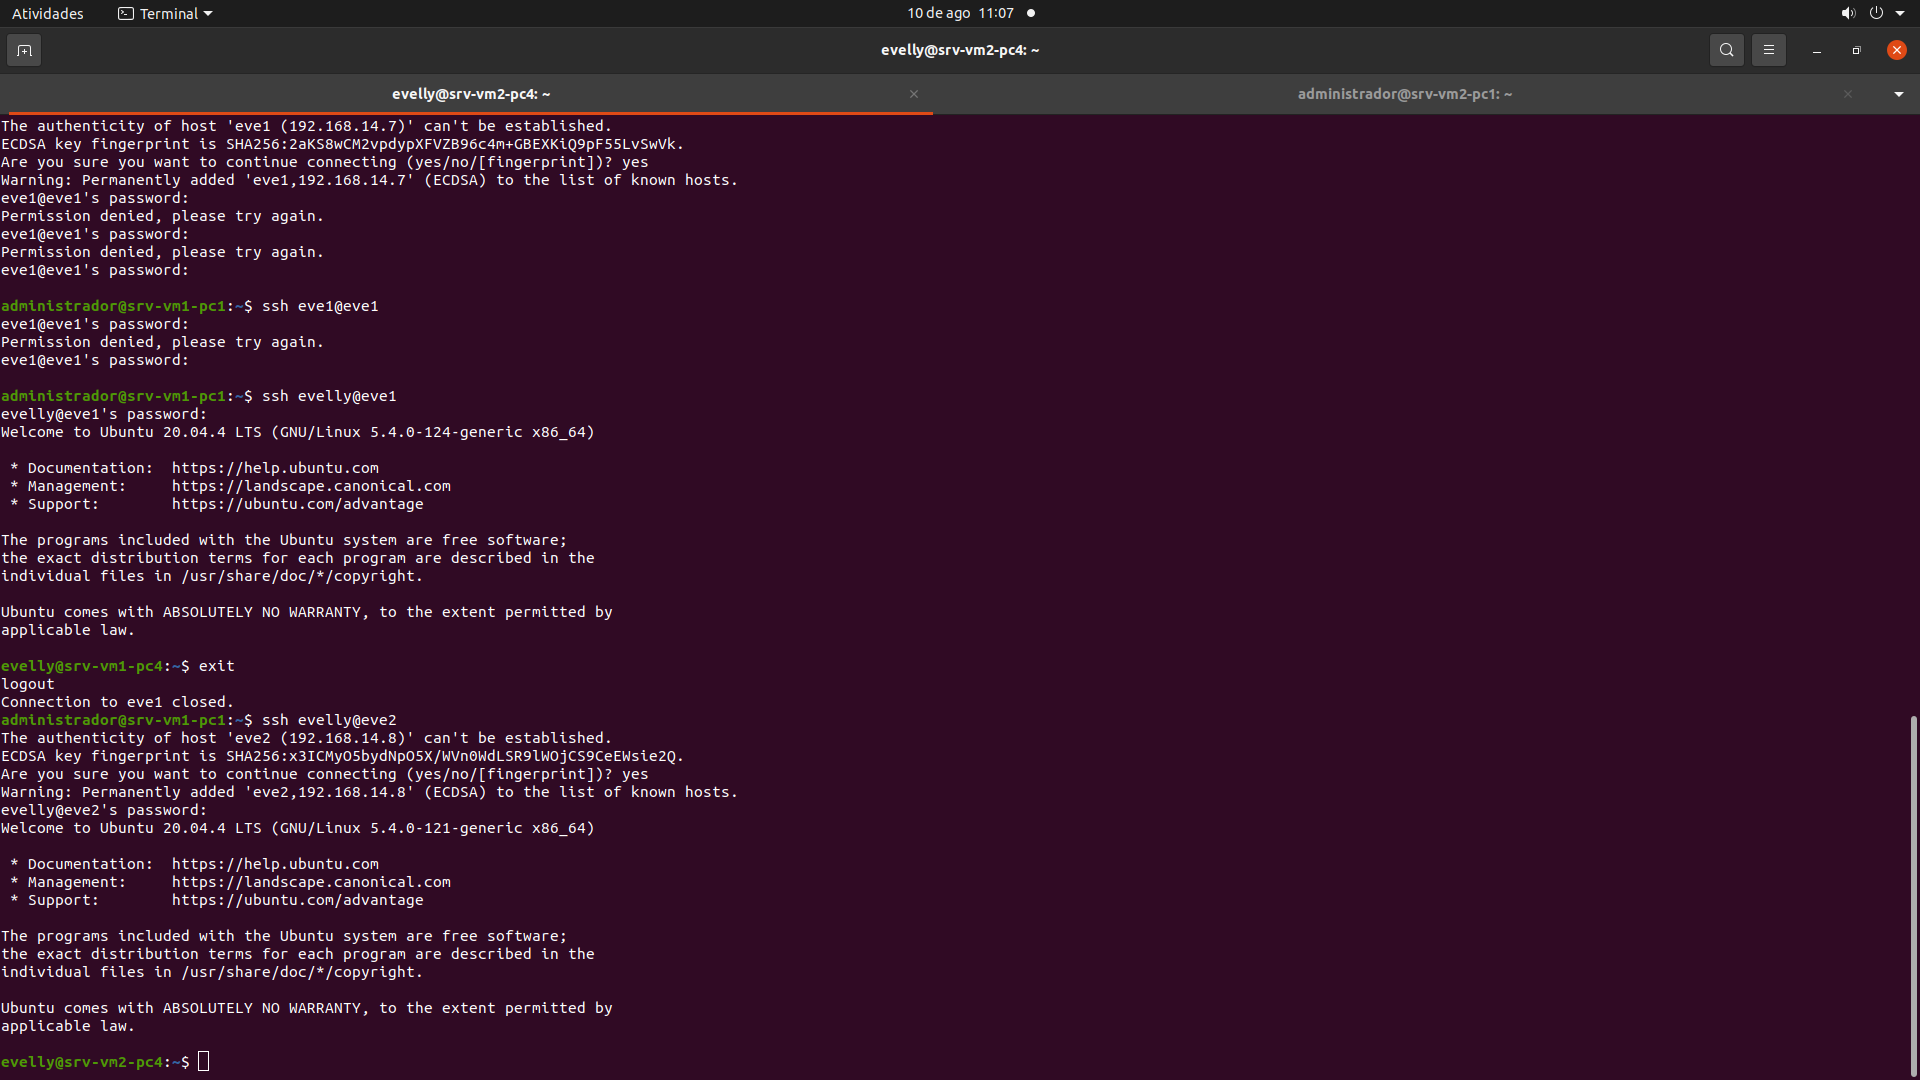 Atividades Terminal 10 de ago 11:07
evelly@srv-vm2-pc4: ~
evelly@srv-vm2-pc4: ~ administrador@srv-vm2-pc1: ~
The authenticity of host 'eve1 (192.168.14.7)' can't be established.
ECDSA key fingerprint is SHA256:2aKS8wCM2vpdypXFVZB96c4m+GBEXKiQ9pF55LvSwVk.
Are you sure you want to continue connecting (yes/no/[fingerprint])? yes
Warning: Permanently added 'eve1,192.168.14.7' (ECDSA) to the list of known hosts.
eve1@eve1's password:
Permission denied, please try again.
eve1@eve1's password:
Permission denied, please try again.
eve1@eve1's password:
administrador@srv-vm1-pc1:~$ ssh eve1@eve1
eve1@eve1's password:
Permission denied, please try again.
eve1@eve1's password:
administrador@srv-vm1-pc1:~$ ssh evelly@eve1
evelly@eve1's password:
Welcome to Ubuntu 20.04.4 LTS (GNU/Linux 5.4.0-124-generic x86_64)
* Documentation: https://help.ubuntu.com
* Management: https://landscape.canonical.com
* Support: https://ubuntu.com/advantage
The programs included with the Ubuntu system are free software;
the exact distribution terms for each program are described in the
individual files in /usr/share/doc/*/copyright.
Ubuntu comes with ABSOLUTELY NO WARRANTY, to the extent permitted by
applicable law.
evelly@srv-vm1-pc4:~$ exit
logout
Connection to eve1 closed.
administrador@srv-vm1-pc1:~$ ssh evelly@eve2
The authenticity of host 'eve2 (192.168.14.8)' can't be established.
ECDSA key fingerprint is SHA256:x3ICMyO5bydNpO5X/WVn0WdLSR9lWOjCS9CeEWsie2Q.
Are you sure you want to continue connecting (yes/no/[fingerprint])? yes
Warning: Permanently added 'eve2,192.168.14.8' (ECDSA) to the list of known hosts.
evelly@eve2's password:
Welcome to Ubuntu 20.04.4 LTS (GNU/Linux 5.4.0-121-generic x86_64)
* Documentation: https://help.ubuntu.com
* Management: https://landscape.canonical.com
* Support: https://ubuntu.com/advantage
The programs included with the Ubuntu system are free software;
the exact distribution terms for each program are described in the
individual files in /usr/share/doc/*/copyright.
Ubuntu comes with ABSOLUTELY NO WARRANTY, to the extent permitted by
applicable law.
evelly@srv-vm2-pc4:~$